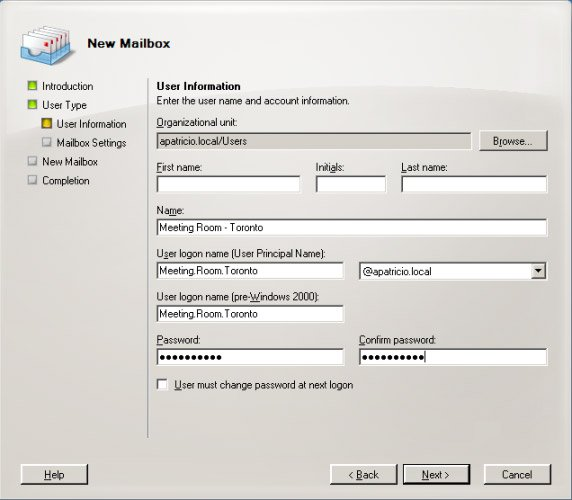 New Mailbox
Introduction
User Type
User Information
Mailbox Settings
New Mailbox
Completion
User Information
Enter the user name and account information.
Organizational unit:
apatricio.local/Users
Browse...
First name: Initials: Last name:
Name:
Meeting Room - Toronto
User logon name (User Principal Name):
Meeting.Room.Toronto @apatricio.local
User logon name (pre-Windows 2000):
Meeting.Room.Toronto
Password: Confirm password:
●●●●●●●●●● ●●●●●●●●●●
User must change password at next logon
Help < Back Next > Cancel